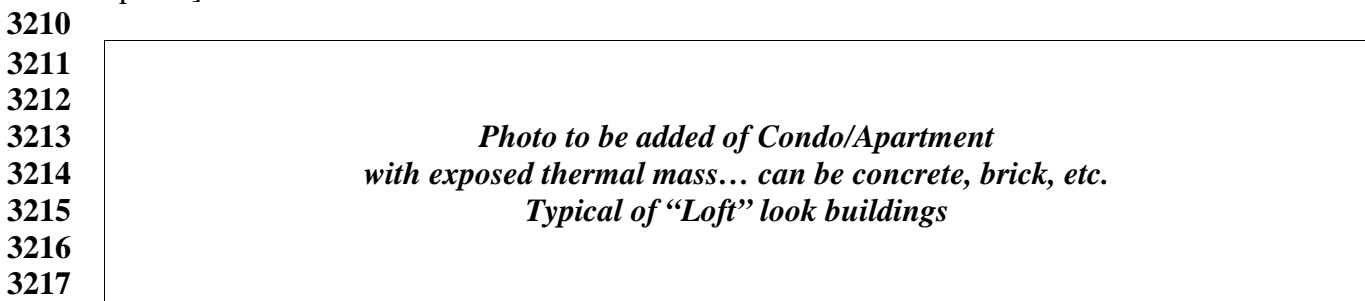 3210
3211
3212
3213 Photo to be added of Condo/Apartment
3214 with exposed thermal mass… can be concrete, brick, etc.
3215 Typical of “Loft” look buildings
3216
3217